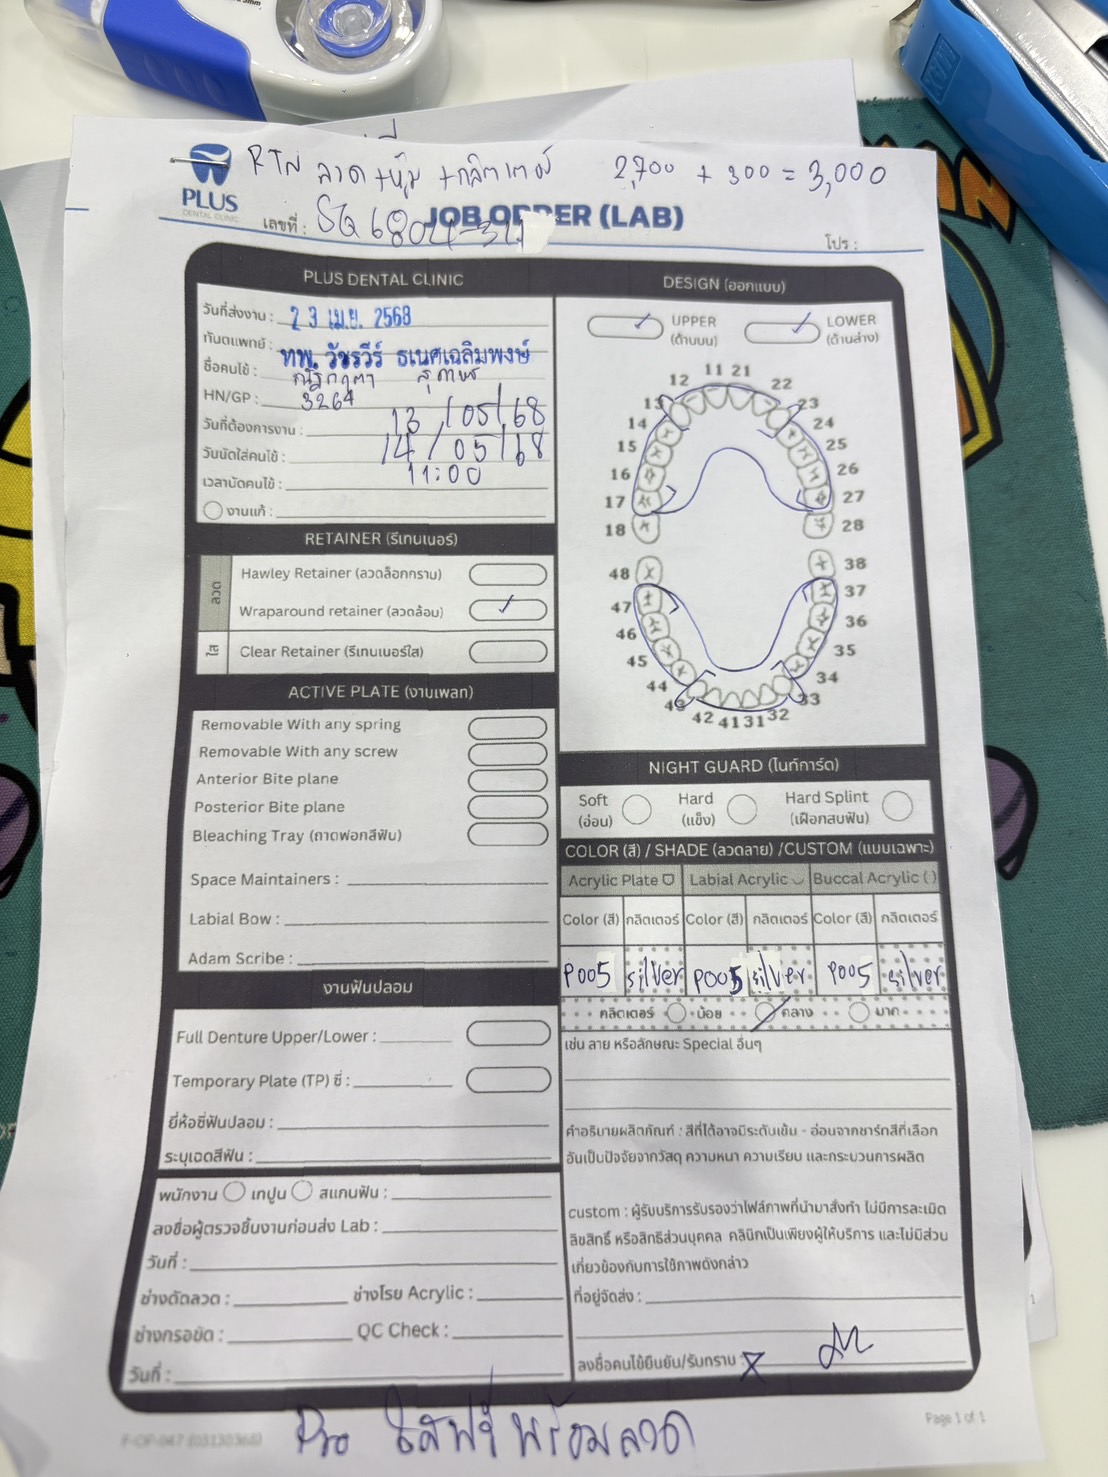 RTN ลวด +หุ้ม +กลิตเตอร์ 2,700 + 300 = 3,000
PLUS
DENTAL CLINIC
JOB ORDER (LAB)
เลขที่ :
โปร :
PLUS DENTAL CLINIC
วันที่ส่งงาน : 23 เม.ย. 2568
ทันตแพทย์ : ทพ. วัชรวีร์ ธเนศเฉลิมพงษ์
ชื่อคนไข้ :
HN/GP : 3264
วันที่ต้องการงาน : 13 / 05 / 68
วันนัดใส่คนไข้ : 14 / 05 / 68
เวลานัดคนไข้ : 11:00
งานแก้ :
RETAINER (รีเทนเนอร์)
ลวด
Hawley Retainer (ลวดล็อกกราม)
Wraparound retainer (ลวดล้อม) ✓
ใส
Clear Retainer (รีเทนเนอร์ใส)
ACTIVE PLATE (งานเพลท)
Removable With any spring
Removable With any screw
Anterior Bite plane
Posterior Bite plane
Bleaching Tray (ถาดฟอกสีฟัน)
Space Maintainers :
Labial Bow :
Adam Scribe :
งานฟันปลอม
Full Denture Upper/Lower :
Temporary Plate (TP) ซี่ :
ยี่ห้อซี่ฟันปลอม :
ระบุเฉดสีฟัน :
พนักงาน เทปูน สแกนฟัน :
ลงชื่อผู้ตรวจชิ้นงานก่อนส่ง Lab :
วันที่ :
ช่างดัดลวด : ช่างโรย Acrylic :
ช่างกรอขัด : QC Check :
วันที่ :
DESIGN (ออกแบบ)
✓ UPPER (ด้านบน) ✓ LOWER (ด้านล่าง)
11 21
12 22
13 23
14 24
15 25
16 26
17 27
18 28
48 38
47 37
46 36
45 35
44 34
43 33
42 41 31 32
NIGHT GUARD (ไนท์การ์ด)
Soft (อ่อน) Hard (แข็ง) Hard Splint (เฝือกสบฟัน)
COLOR (สี) / SHADE (ลวดลาย) /CUSTOM (แบบเฉพาะ)
Acrylic Plate Labial Acrylic Buccal Acrylic ( )
Color (สี) กลิตเตอร์ Color (สี) กลิตเตอร์ Color (สี) กลิตเตอร์
P005 silver P005 silver P005 silver
กลิตเตอร์ น้อย กลาง มาก
เช่น ลาย หรือลักษณะ Special อื่นๆ
คำอธิบายผลิตภัณฑ์ : สีที่ได้อาจมีระดับเข้ม - อ่อนจากชาร์ทสีที่เลือก
อันเป็นปัจจัยจากวัสดุ ความหนา ความเรียบ และกระบวนการผลิต
custom : ผู้รับบริการรับรองว่าไฟล์ภาพที่นำมาสั่งทำ ไม่มีการละเมิด
ลิขสิทธิ์ หรือสิทธิส่วนบุคคล คลินิกเป็นเพียงผู้ให้บริการ และไม่มีส่วน
เกี่ยวข้องกับการใช้ภาพดังกล่าว
ที่อยู่จัดส่ง :
ลงชื่อคนไข้ยืนยัน/รับทราบ :
Page 1 of 1
Pro ใสฟรี พร้อมลวด